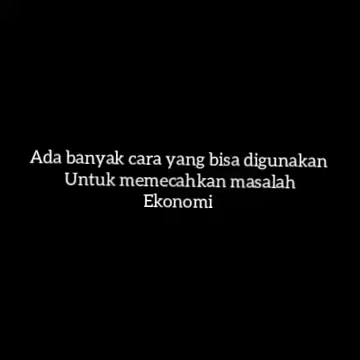 Ada banyak cara yang bisa digunakan
Untuk memecahkan masalah
Ekonomi